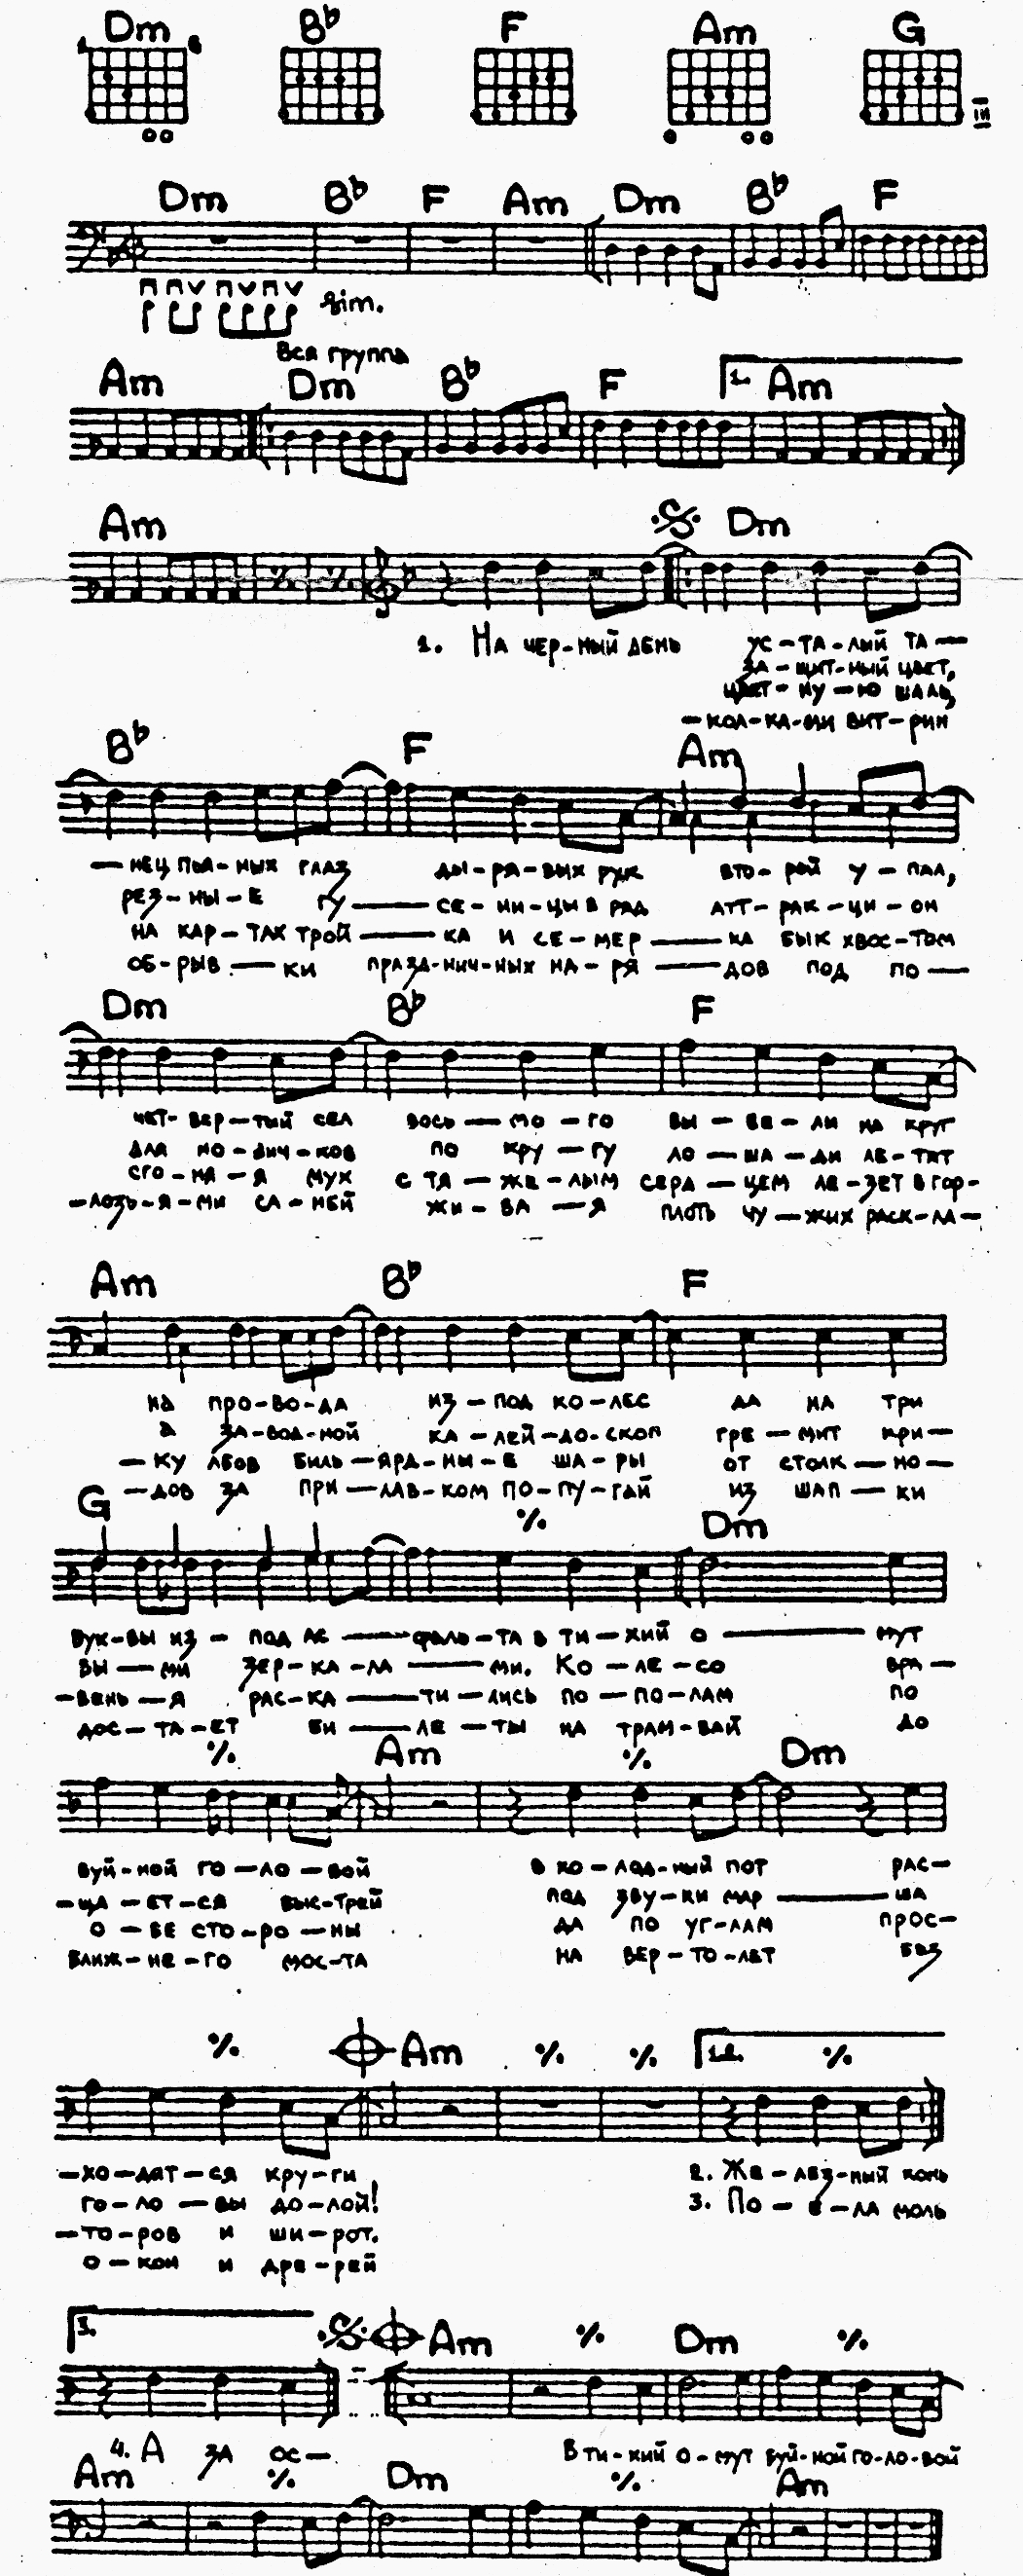 Dm B♭ F Am G
1 6
III
Dm B♭ F Am Dm B♭ F
sim.
Вся группа
Am Dm B♭ F 1. Am
Am Dm
1. На чер-ный день ус-та-лый та—
за-щит-ный цвет,
цвет-ну-ю шаль,
-кол-ка-ми вит-рин
B♭ F Am
—нец пья-ных глаз ды-ря-вых рук вто-рой у-пал,
рез-ны-е гу—се-ни-цы в ряд атт-рак-ци-он
на кар-тах трой—ка и се-мер—ка бык хвос-том
об-рыв—ки празд-нич-ных на-ря—дов под по—
Dm B♭ F
чет-вер-тый сел вось-мо-го вы-ве-ли на круг
для но-вич-ков по кру-гу ло-ша-ди ле-тят
сго-ня-я мух с тя-же-лым серд-цем ле-зет в гор-
-лозь-я-ми са-ней жи-ва-я плоть чу-жих раск-ла-
Am B♭ F
на про-во-да из-под ко-лес да на три
а за-вод-ной ка-лей-до-скоп гре-мит кри-
-ку лбов биль-ярд-ны-е ша-ры от столк-но-
-дов за при-лав-ком по-пу-гай из шап-ки
G % Dm
бук-вы из-под ас—фаль-та в ти-хий о—мут
вы-ми зер-ка-ла—ми. Ко-ле-со вра-
-вень-я рас-ка—ти-лись по-по-лам по
дос-та-ет би—ле-ты на трам-вай до
% Am % Dm
буй-ной го-ло-вой в хо-лод-ный пот рас-
-ща-ет-ся быс-трей под зву-ки мар—ша
о-бе сто-ро-ны да по уг-лам прос-
ближ-не-го мос-та на вер-то-лет без
% Am % % 1.2. %
-хо-дят-ся кру-ги 2. Же-лез-ный конь
го-ло-вы до-лой! 3. По-е-ла моль
-то-ров и ши-рот.
о-кон и две-рей
3. Am % Dm %
4. А за ос- В ти-хий о-мут буй-ной го-ло-вой
Am % Dm % Am